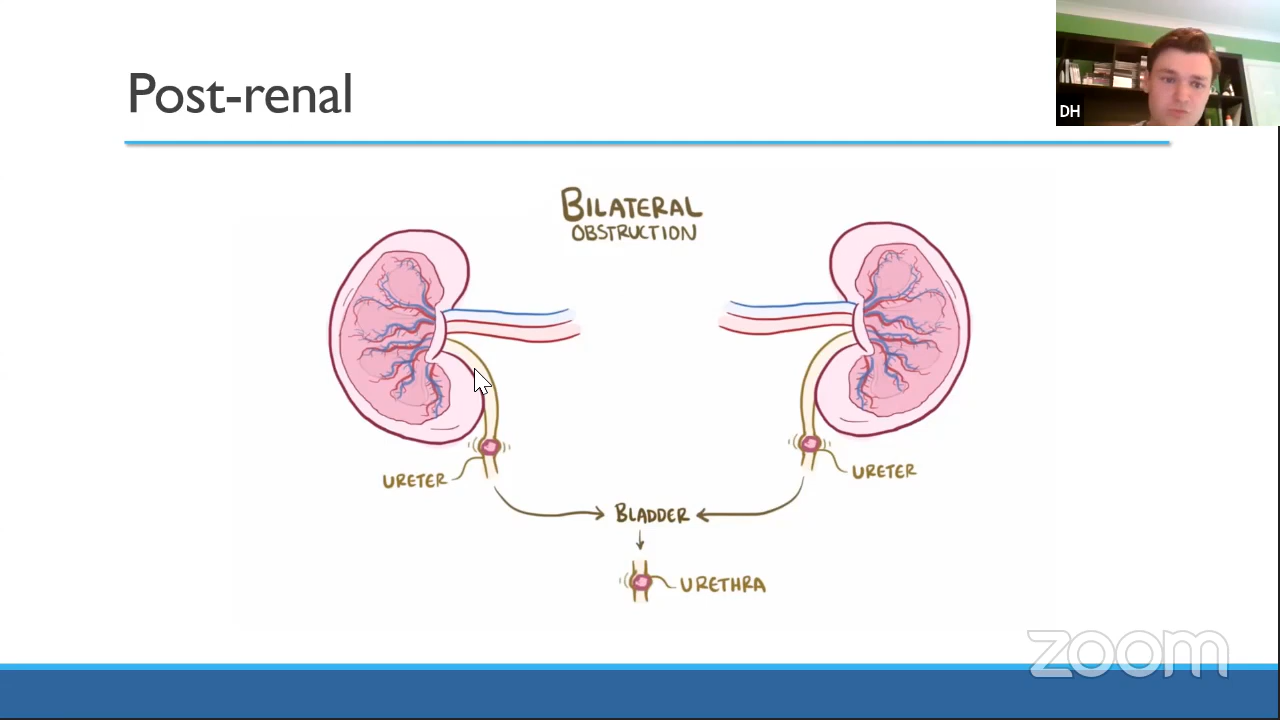 Post-renal
DH
BILATERAL
OBSTRUCTION
URETER
URETER
BLADDER
URETHRA
zoom